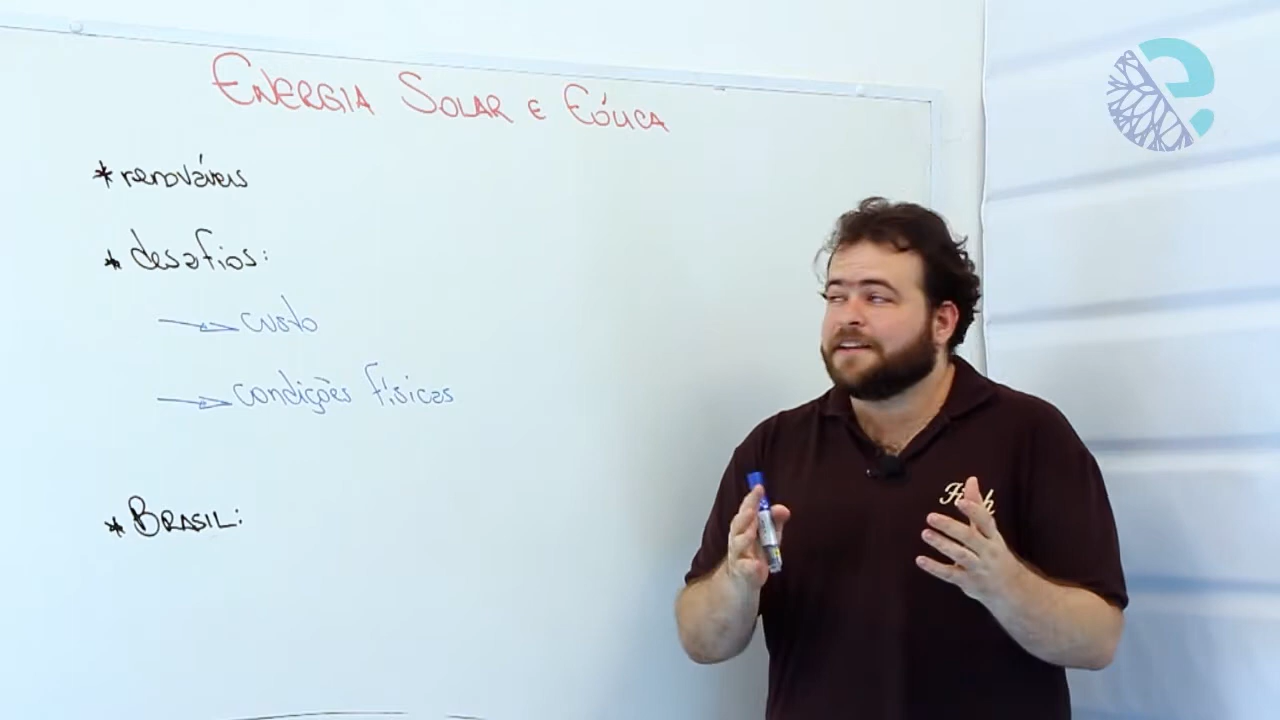 ENERGIA SOLAR E EÓLICA
* renováveis
* desafios:
→ custo
→ condições físicas
* BRASIL: